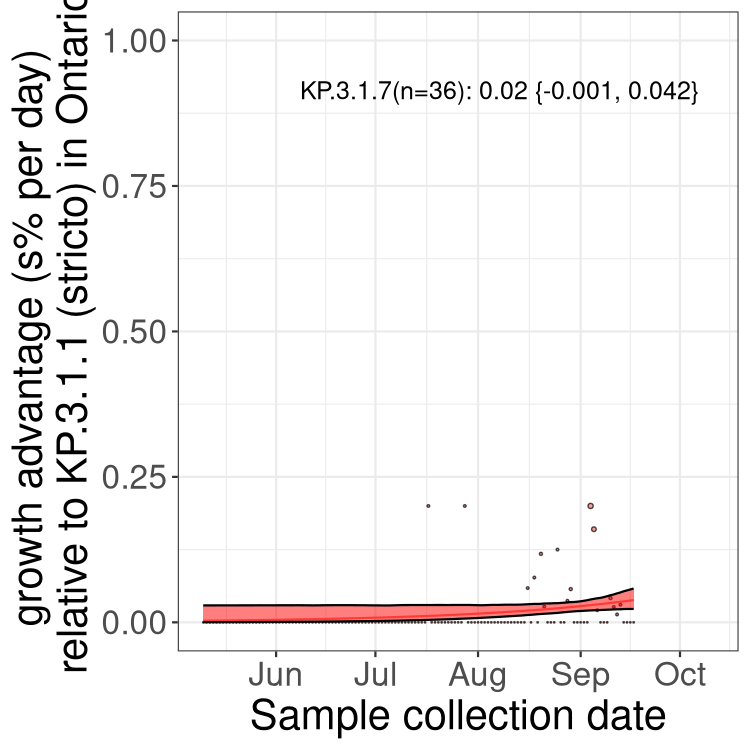 growth advantage (s% per day)
relative to KP.3.1.1 (stricto) in Ontario
1.00
0.75
0.50
0.25
0.00
KP.3.1.7(n=36): 0.02 {-0.001, 0.042}
Jun Jul Aug Sep Oct
Sample collection date